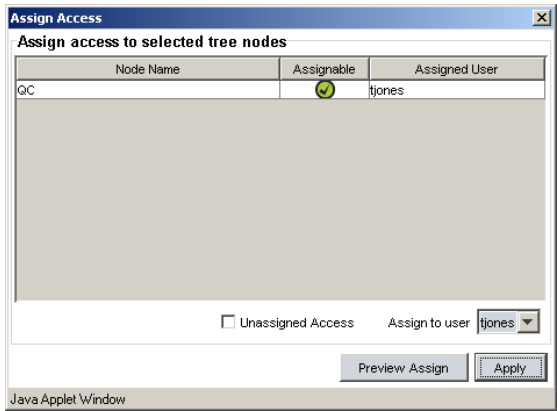 Assign Access
Assign access to selected tree nodes
Node Name Assignable Assigned User
QC tjones
Unassigned Access Assign to user tjones
Preview Assign Apply
Java Applet Window